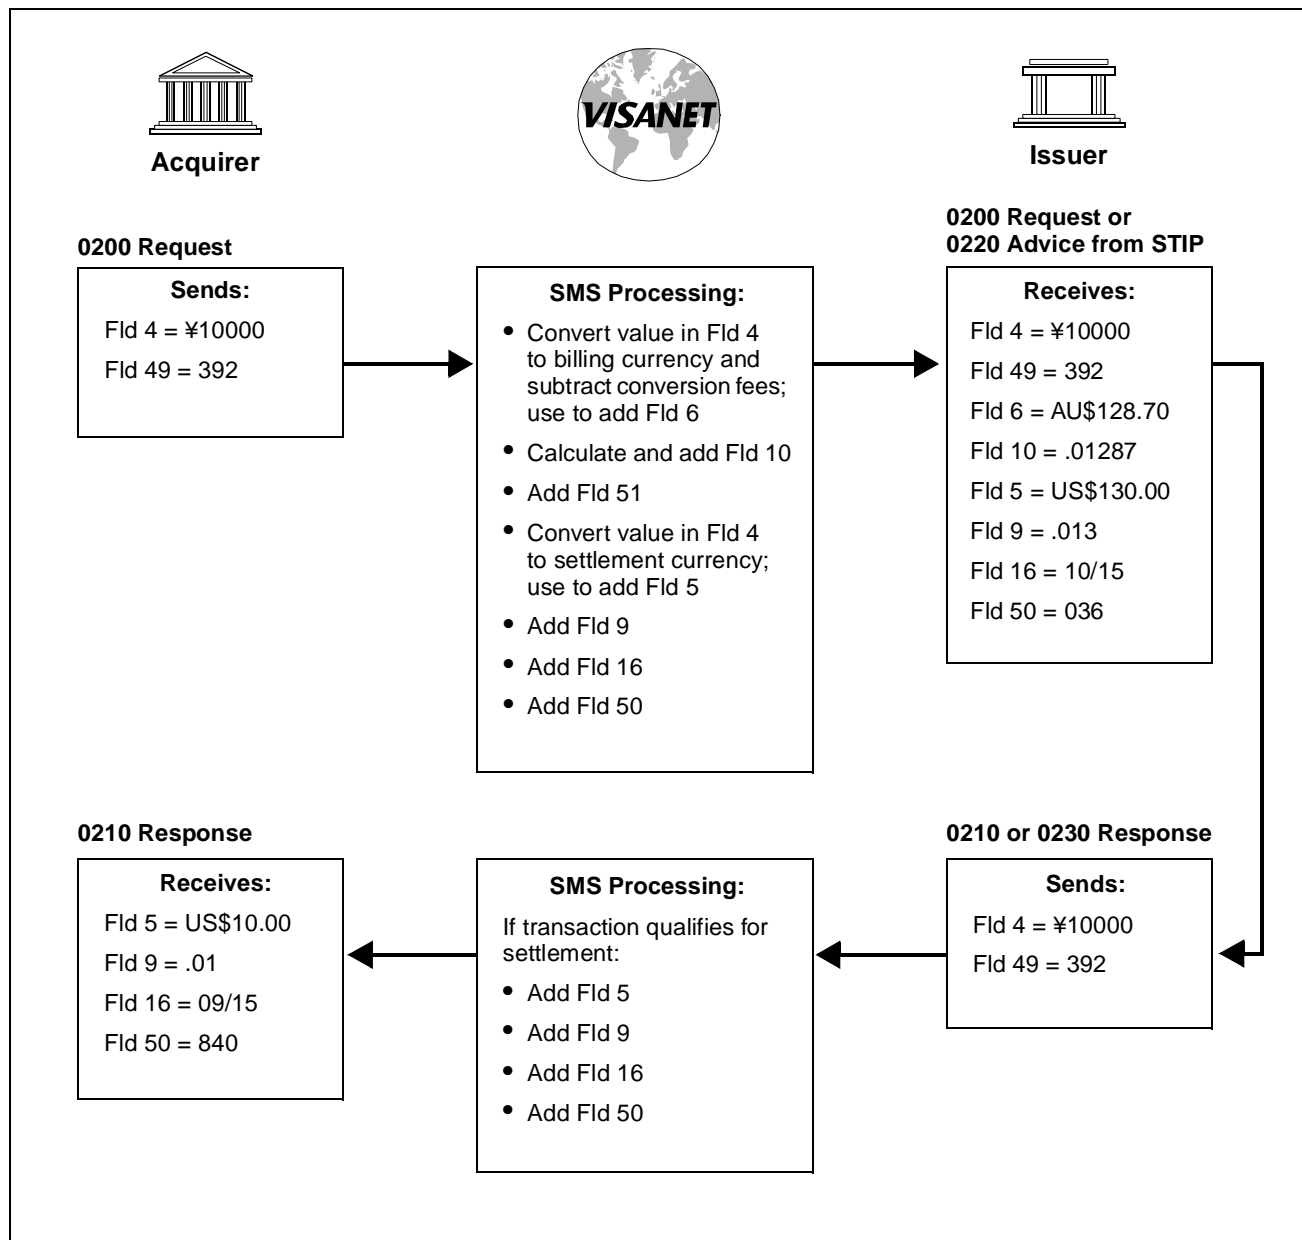 VISANET
Acquirer
Issuer
0200 Request
Sends:
Fld 4 = ¥10000
Fld 49 = 392
SMS Processing:
• Convert value in Fld 4
to billing currency and
subtract conversion fees;
use to add Fld 6
• Calculate and add Fld 10
• Add Fld 51
• Convert value in Fld 4
to settlement currency;
use to add Fld 5
• Add Fld 9
• Add Fld 16
• Add Fld 50
0200 Request or
0220 Advice from STIP
Receives:
Fld 4 = ¥10000
Fld 49 = 392
Fld 6 = AU$128.70
Fld 10 = .01287
Fld 5 = US$130.00
Fld 9 = .013
Fld 16 = 10/15
Fld 50 = 036
0210 Response
Receives:
Fld 5 = US$10.00
Fld 9 = .01
Fld 16 = 09/15
Fld 50 = 840
SMS Processing:
If transaction qualifies for
settlement:
• Add Fld 5
• Add Fld 9
• Add Fld 16
• Add Fld 50
0210 or 0230 Response
Sends:
Fld 4 = ¥10000
Fld 49 = 392